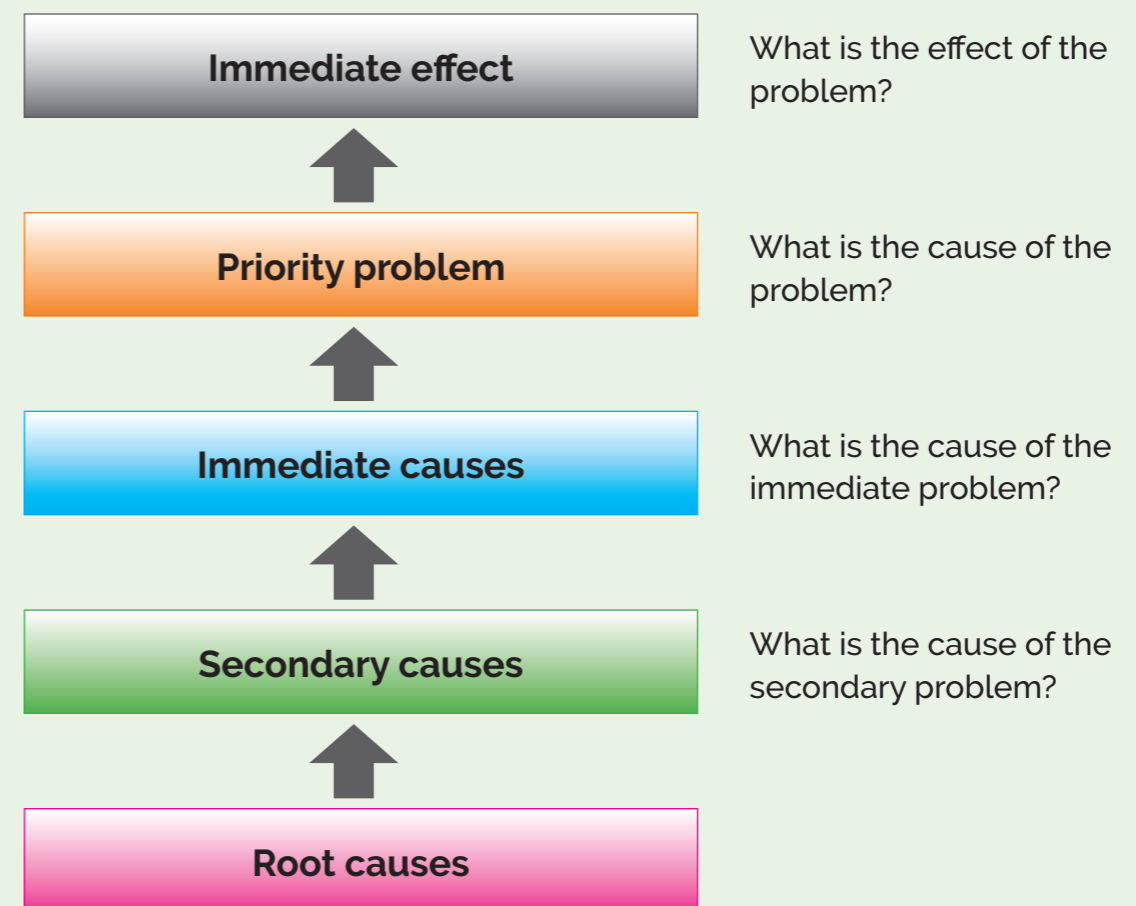 Immediate effect
What is the effect of the
problem?
Priority problem
What is the cause of the
problem?
Immediate causes
What is the cause of the
immediate problem?
Secondary causes
What is the cause of the
secondary problem?
Root causes